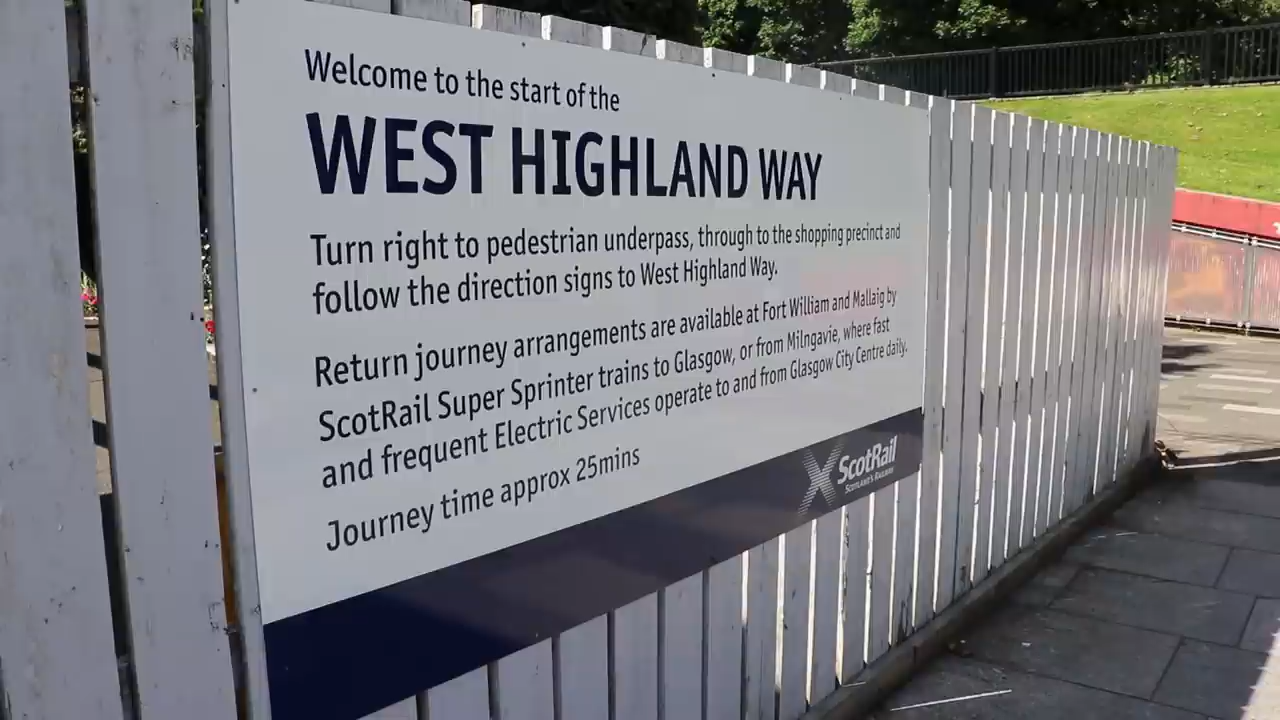 Welcome to the start of the
WEST HIGHLAND WAY
Turn right to pedestrian underpass, through to the shopping precinct and
follow the direction signs to West Highland Way.
Return journey arrangements are available at Fort William and Mallaig by
ScotRail Super Sprinter trains to Glasgow, or from Milngavie, where fast
and frequent Electric Services operate to and from Glasgow City Centre daily.
Journey time approx 25mins
ScotRail
SCOTLAND'S RAILWAY